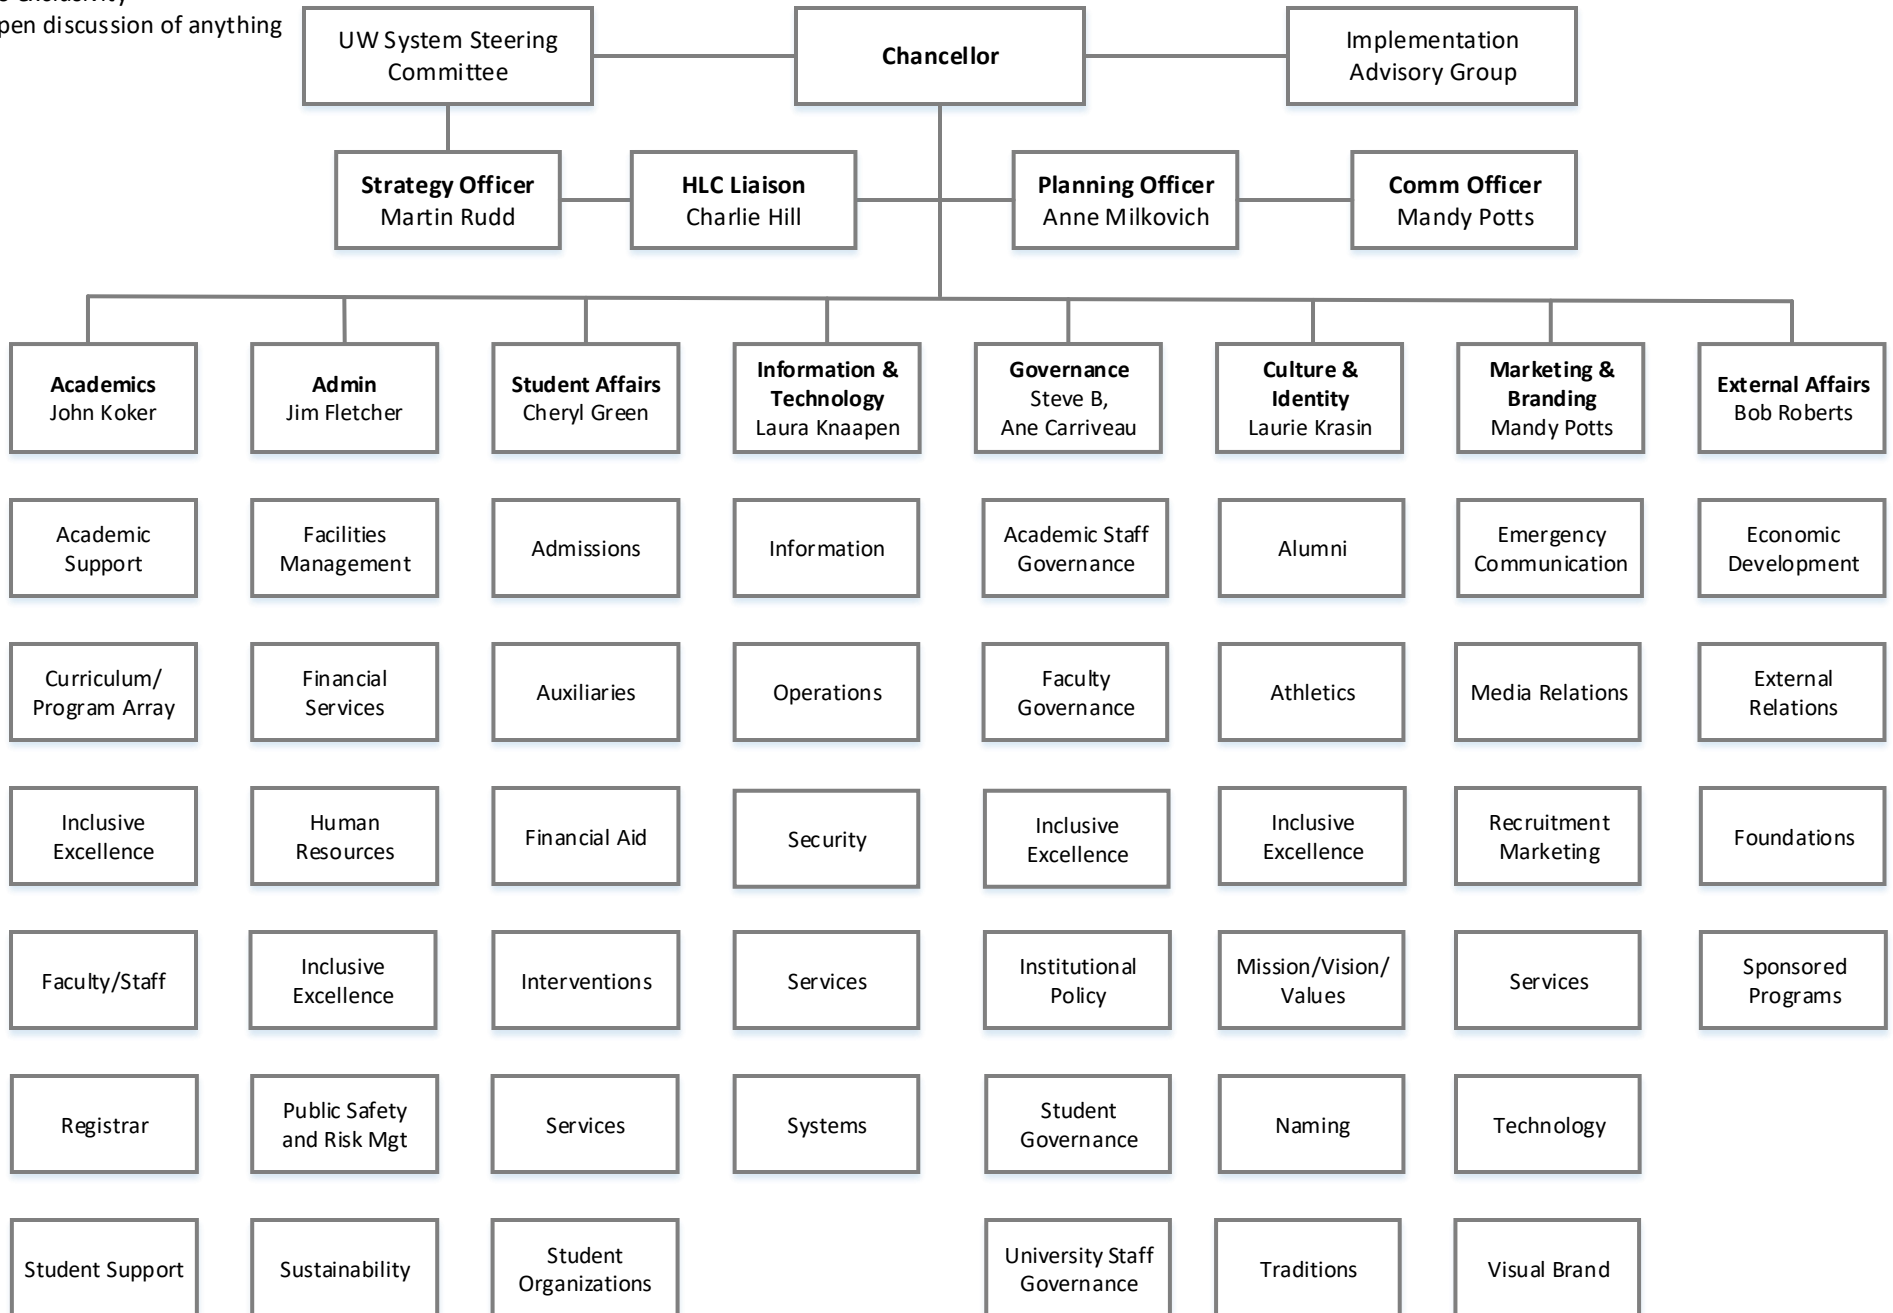 pen discussion of anything
UW System Steering
Committee
Chancellor
Implementation
Advisory Group
Strategy Officer
Martin Rudd
HLC Liaison
Charlie Hill
Planning Officer
Anne Milkovich
Comm Officer
Mandy Potts
Academics
John Koker
Admin
Jim Fletcher
Student Affairs
Cheryl Green
Information &
Technology
Laura Knaapen
Governance
Steve B,
Ane Carriveau
Culture &
Identity
Laurie Krasin
Marketing &
Branding
Mandy Potts
External Affairs
Bob Roberts
Academic
Support
Facilities
Management
Admissions
Information
Academic Staff
Governance
Alumni
Emergency
Communication
Economic
Development
Curriculum/
Program Array
Financial
Services
Auxiliaries
Operations
Faculty
Governance
Athletics
Media Relations
External
Relations
Inclusive
Excellence
Human
Resources
Financial Aid
Security
Inclusive
Excellence
Inclusive
Excellence
Recruitment
Marketing
Foundations
Faculty/Staff
Inclusive
Excellence
Interventions
Services
Institutional
Policy
Mission/Vision/
Values
Services
Sponsored
Programs
Registrar
Public Safety
and Risk Mgt
Services
Systems
Student
Governance
Naming
Technology
Student Support
Sustainability
Student
Organizations
University Staff
Governance
Traditions
Visual Brand